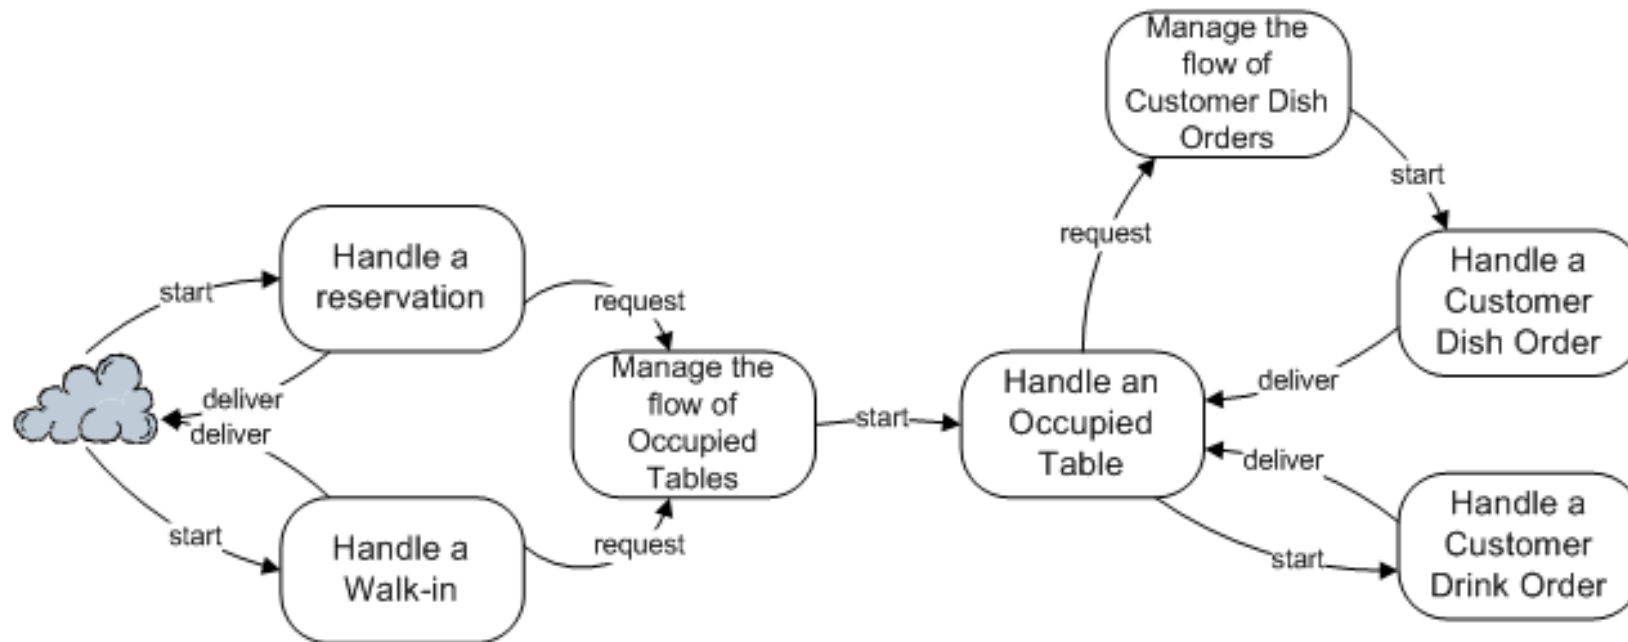 Manage the
flow of
Customer Dish
Orders
start
request
Handle a
reservation
start
request
Handle a
Customer
Dish Order
Manage the
flow of
Occupied
Tables
Handle an
Occupied
Table
deliver
deliver
deliver
start
deliver
Handle a
Walk-in
start
request
Handle a
Customer
Drink Order
start